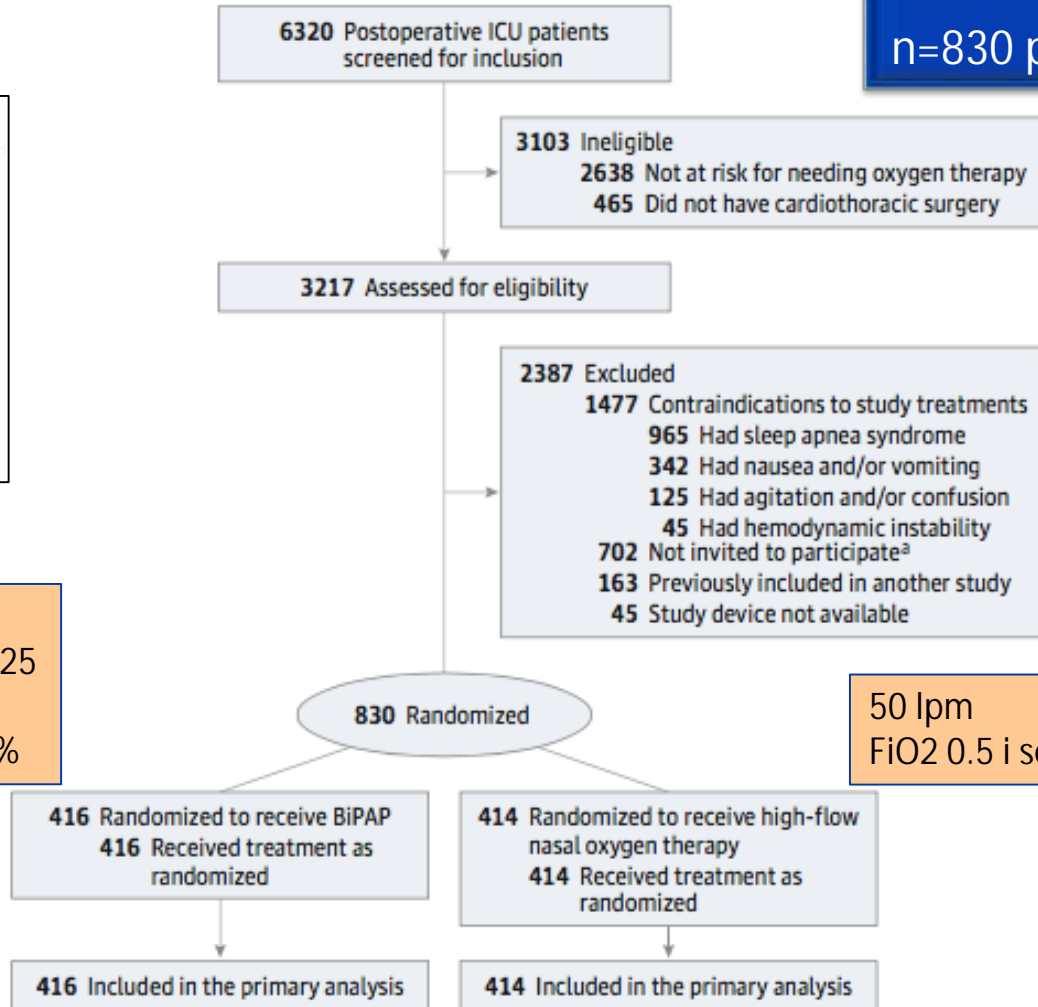 n=830 p
6320 Postoperative ICU patients
screened for inclusion
3103 Ineligible
2638 Not at risk for needing oxygen therapy
465 Did not have cardiothoracic surgery
3217 Assessed for eligibility
2387 Excluded
1477 Contraindications to study treatments
965 Had sleep apnea syndrome
342 Had nausea and/or vomiting
125 Had agitation and/or confusion
45 Had hemodynamic instability
702 Not invited to participateᵃ
163 Previously included in another study
45 Study device not available
25
%
830 Randomized
50 lpm
FiO2 0.5 i s
416 Randomized to receive BiPAP
416 Received treatment as
randomized
414 Randomized to receive high-flow
nasal oxygen therapy
414 Received treatment as
randomized
416 Included in the primary analysis
414 Included in the primary analysis